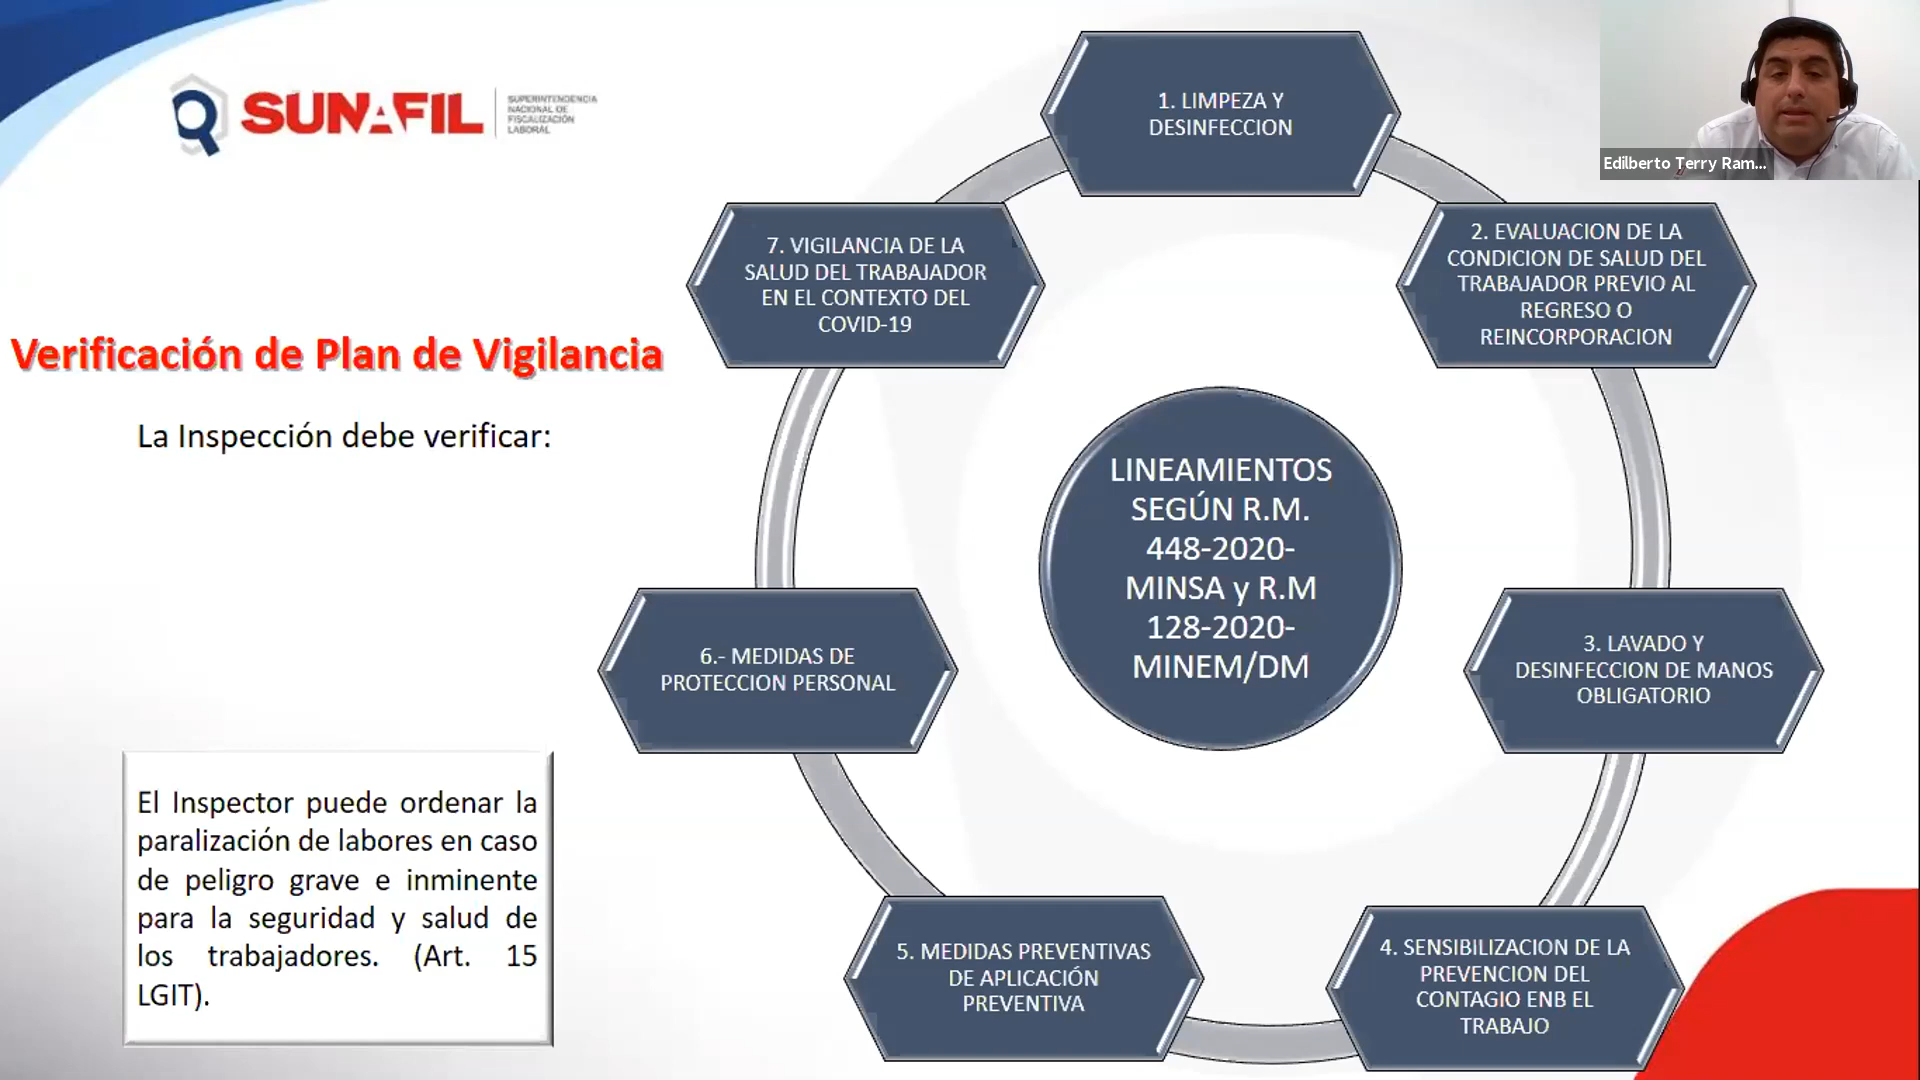 SUNAFIL
SUPERINTENDENCIA
NACIONAL DE
FISCALIZACIÓN
LABORAL
Edilberto Terry Ram...
Verificación de Plan de Vigilancia
La Inspección debe verificar:
El Inspector puede ordenar la
paralización de labores en caso
de peligro grave e inminente
para la seguridad y salud de
los trabajadores. (Art. 15
LGIT).
LINEAMIENTOS
SEGÚN R.M.
448-2020-
MINSA y R.M
128-2020-
MINEM/DM
1. LIMPEZA Y
DESINFECCION
2. EVALUACION DE LA
CONDICION DE SALUD DEL
TRABAJADOR PREVIO AL
REGRESO O
REINCORPORACION
3. LAVADO Y
DESINFECCION DE MANOS
OBLIGATORIO
4. SENSIBILIZACION DE LA
PREVENCION DEL
CONTAGIO ENB EL
TRABAJO
5. MEDIDAS PREVENTIVAS
DE APLICACIÓN
PREVENTIVA
6.- MEDIDAS DE
PROTECCION PERSONAL
7. VIGILANCIA DE LA
SALUD DEL TRABAJADOR
EN EL CONTEXTO DEL
COVID-19